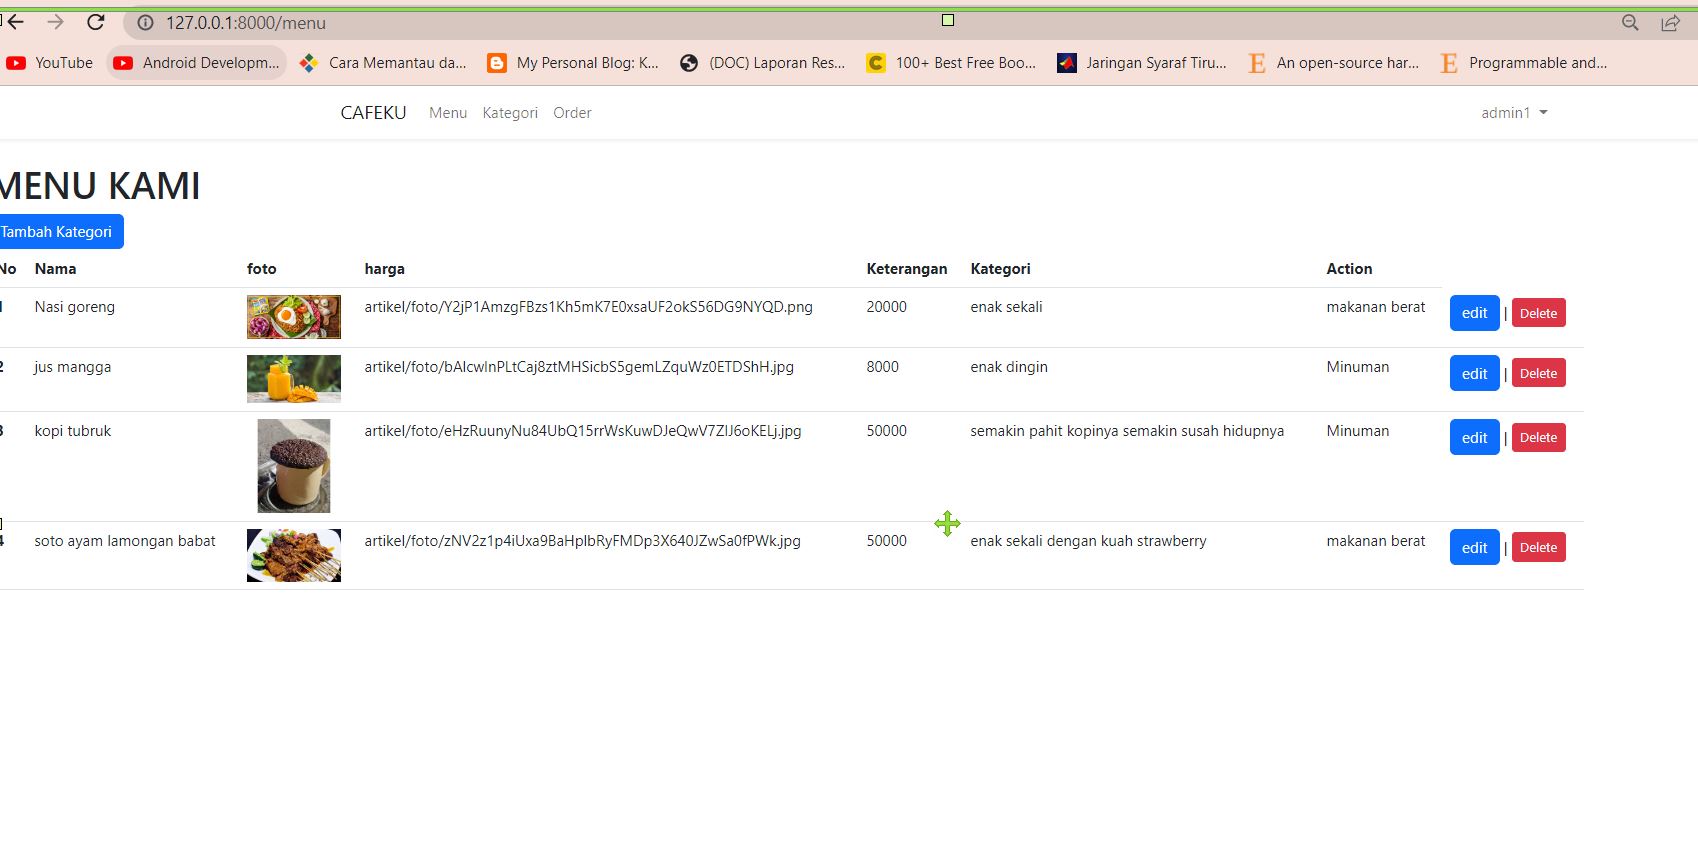 127.0.0.1:8000/menu
YouTube Android Developm... Cara Memantau da... My Personal Blog: K... (DOC) Laporan Res... 100+ Best Free Boo... Jaringan Syaraf Tiru... An open-source har... Programmable and...
CAFEKU Menu Kategori Order admin1
MENU KAMI
Tambah Kategori
No Nama foto harga Keterangan Kategori Action
1 Nasi goreng artikel/foto/Y2jP1AmzgFBzs1Kh5mK7E0xsaUF2okS56DG9NYQD.png 20000 enak sekali makanan berat edit | Delete
2 jus mangga artikel/foto/bAlcwInPLtCaj8ztMHSicbS5gemLZquWz0ETDShH.jpg 8000 enak dingin Minuman edit | Delete
3 kopi tubruk artikel/foto/eHzRuunyNu84UbQ15rrWsKuwDJeQwV7ZIJ6oKELj.jpg 50000 semakin pahit kopinya semakin susah hidupnya Minuman edit | Delete
4 soto ayam lamongan babat artikel/foto/zNV2z1p4iUxa9BaHplbRyFMDp3X640JZwSa0fPWk.jpg 50000 enak sekali dengan kuah strawberry makanan berat edit | Delete